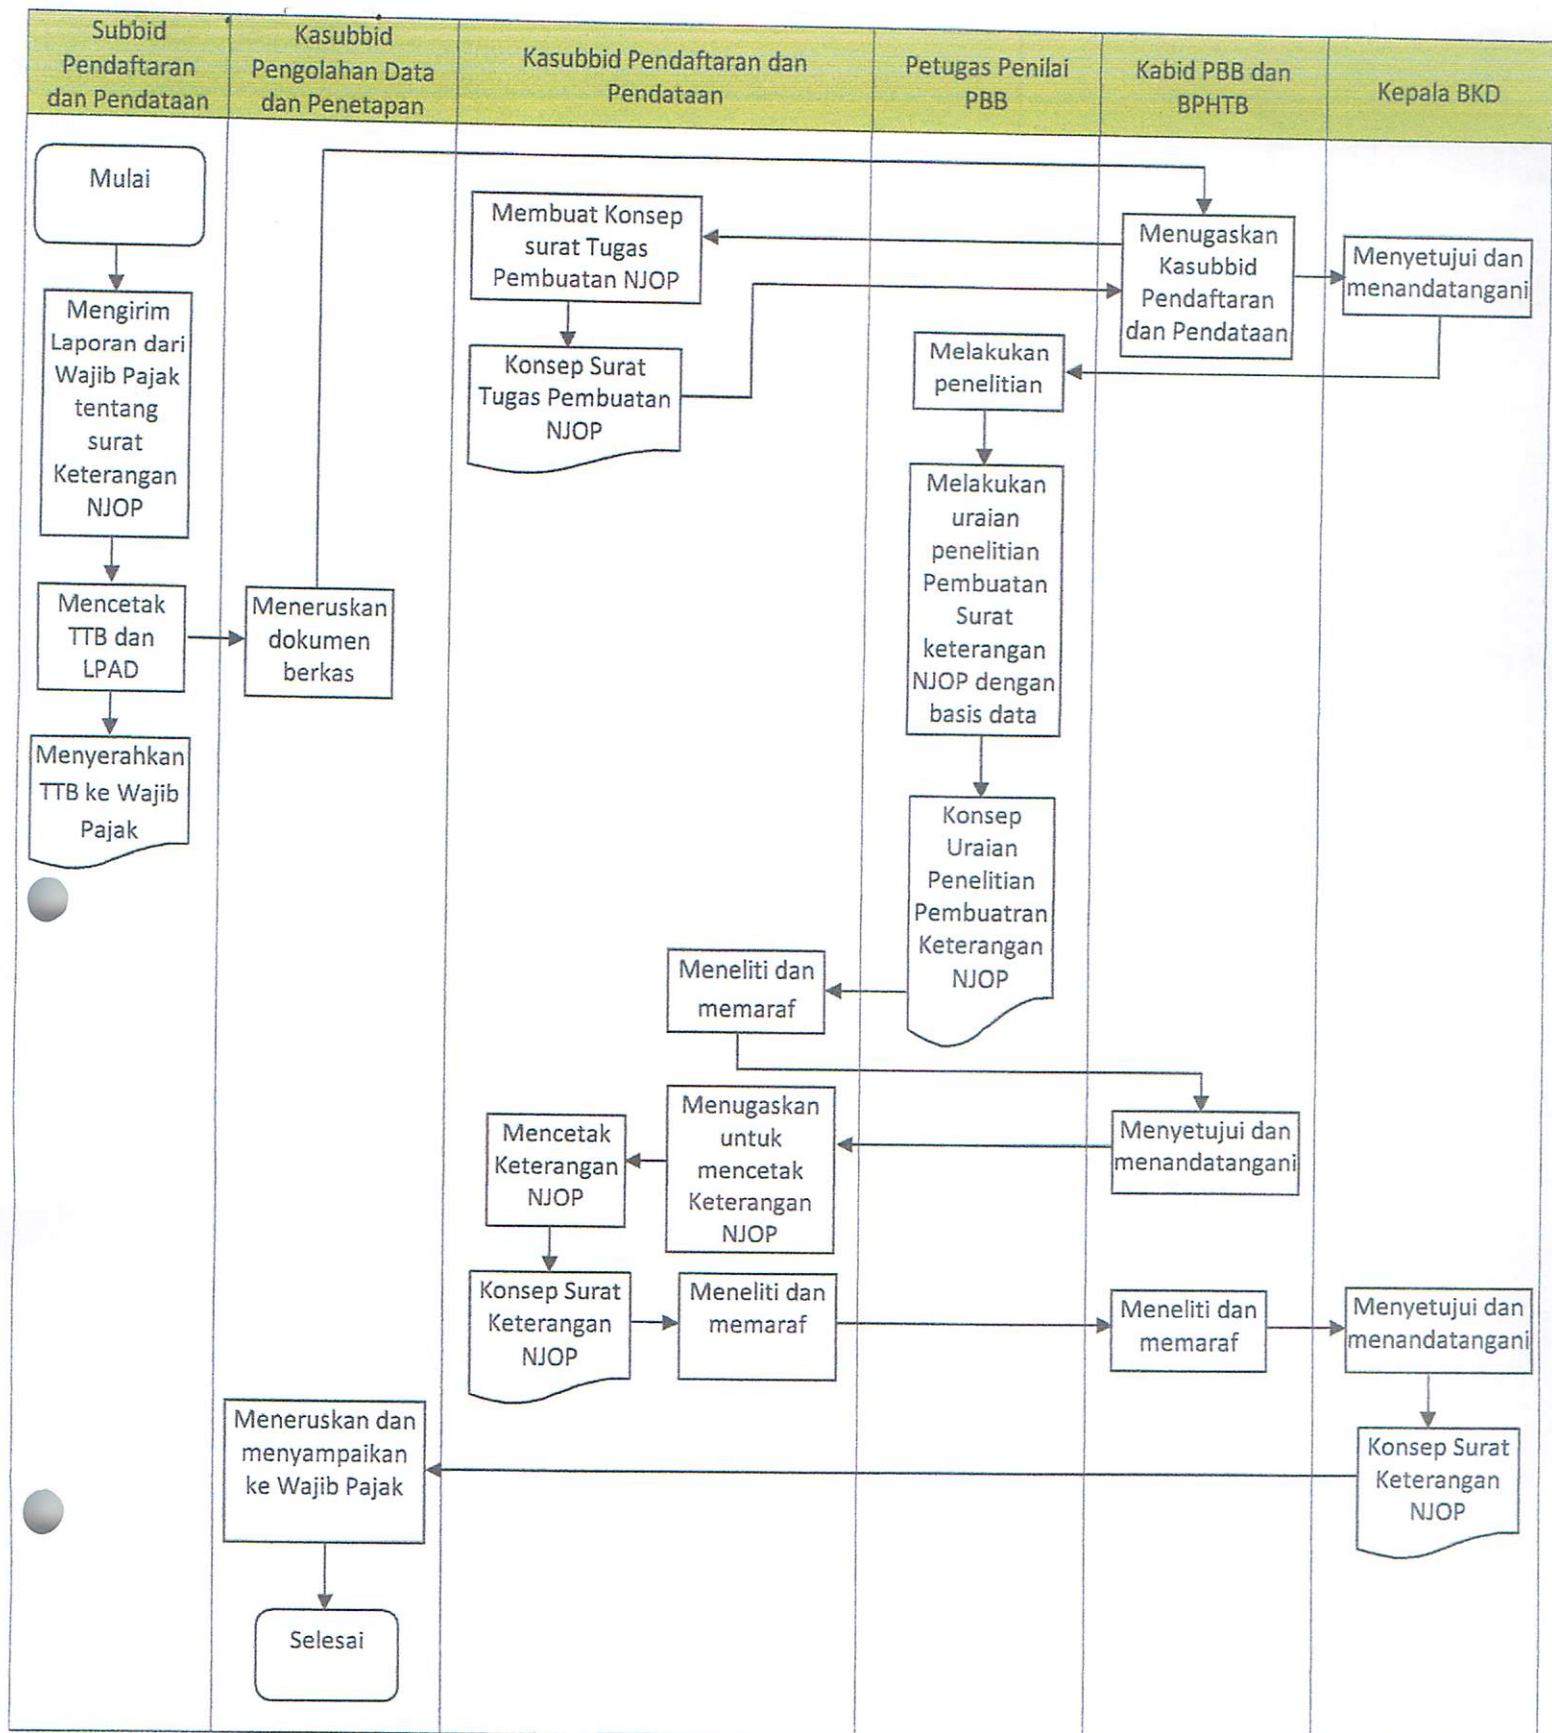 Subbid
Pendaftaran
dan Pendataan
Kasubbid
Pengolahan Data
dan Penetapan
Kasubbid Pendaftaran dan
Pendataan
Petugas Penilai
PBB
Kabid PBB dan
BPHTB
Kepala BKD
Mulai
Mengirim
Laporan dari
Wajib Pajak
tentang
surat
Keterangan
NJOP
Mencetak
TTB dan
LPAD
Menyerahkan
TTB ke Wajib
Pajak
Meneruskan
dokumen
berkas
Membuat Konsep
surat Tugas
Pembuatan NJOP
Konsep Surat
Tugas Pembuatan
NJOP
Menugaskan
Kasubbid
Pendaftaran
dan Pendataan
Menyetujui dan
menandatangani
Melakukan
penelitian
Melakukan
uraian
penelitian
Pembuatan
Surat
keterangan
NJOP dengan
basis data
Konsep
Uraian
Penelitian
Pembuatran
Keterangan
NJOP
Meneliti dan
memaraf
Menyetujui dan
menandatangani
Menugaskan
untuk
mencetak
Keterangan
NJOP
Mencetak
Keterangan
NJOP
Konsep Surat
Keterangan
NJOP
Meneliti dan
memaraf
Meneliti dan
memaraf
Menyetujui dan
menandatangani
Konsep Surat
Keterangan
NJOP
Meneruskan dan
menyampaikan
ke Wajib Pajak
Selesai